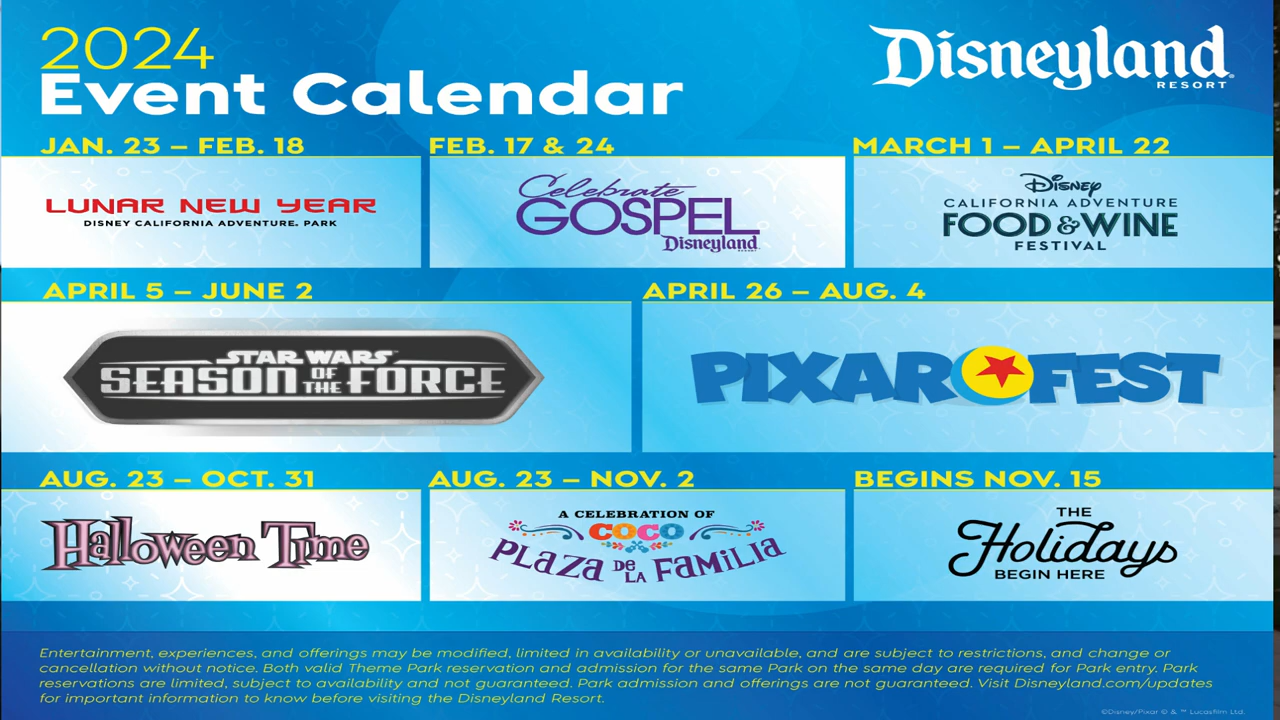 2024
Event Calendar
Disneyland
RESORT
JAN. 23 – FEB. 18
LUNAR NEW YEAR
DISNEY CALIFORNIA ADVENTURE® PARK
FEB. 17 & 24
Celebrate
GOSPEL
Disneyland
RESORT
MARCH 1 – APRIL 22
Disney
CALIFORNIA ADVENTURE
FOOD & WINE
FESTIVAL
APRIL 5 – JUNE 2
STAR WARS™
SEASON OF THE FORCE
APRIL 26 – AUG. 4
PIXAR FEST
AUG. 23 – OCT. 31
Halloween Time
AUG. 23 – NOV. 2
A CELEBRATION OF
COCO
PLAZA DE LA FAMILIA
BEGINS NOV. 15
THE
Holidays
BEGIN HERE
Entertainment, experiences, and offerings may be modified, limited in availability or unavailable, and are subject to restrictions, and change or
cancellation without notice. Both valid Theme Park reservation and admission for the same Park on the same day are required for Park entry. Park
reservations are limited, subject to availability and not guaranteed. Park admission and offerings are not guaranteed. Visit Disneyland.com/updates
for important information to know before visiting the Disneyland Resort.
©Disney/Pixar © & ™ Lucasfilm Ltd.